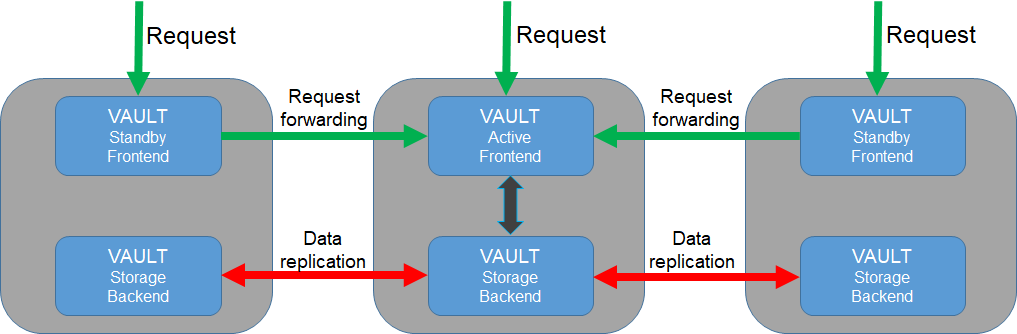 Request
Request
Request
VAULT
Standby
Frontend
Request
forwarding
VAULT
Active
Frontend
Request
forwarding
VAULT
Standby
Frontend
VAULT
Storage
Backend
Data
replication
VAULT
Storage
Backend
Data
replication
VAULT
Storage
Backend